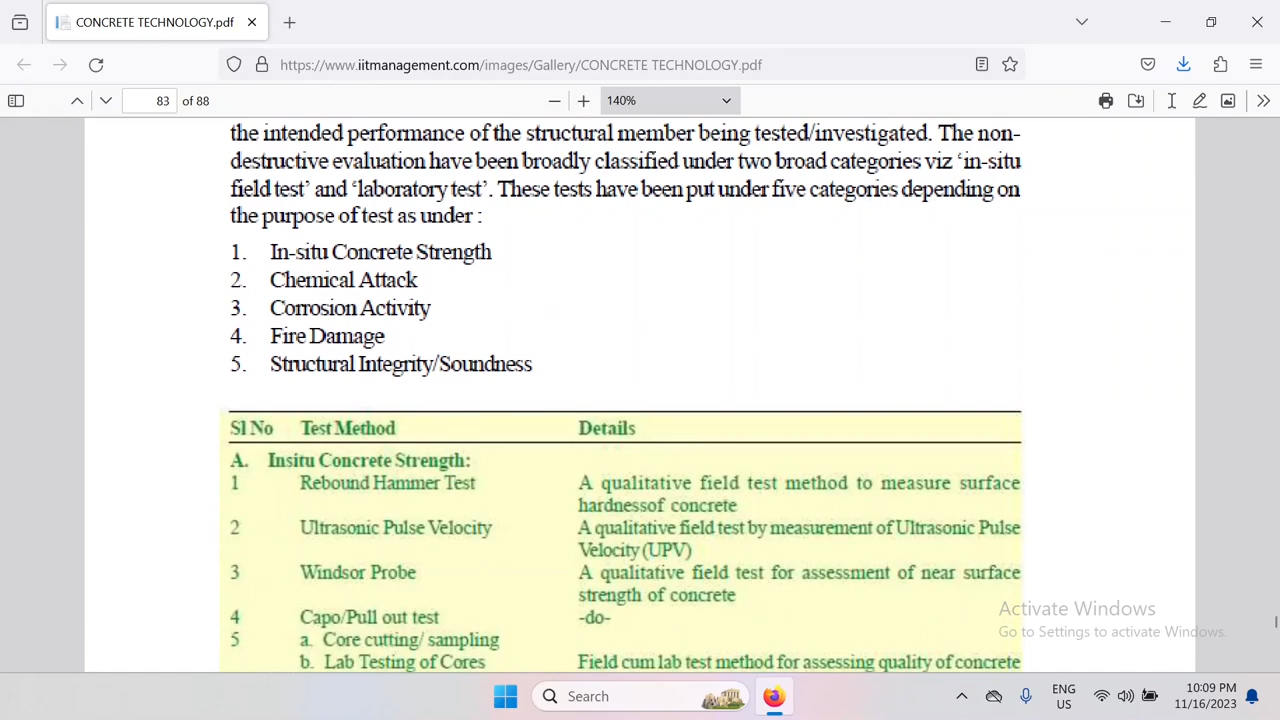 CONCRETE TECHNOLOGY.pdf
https://www.iitmanagement.com/images/Gallery/CONCRETE TECHNOLOGY.pdf
83 of 88
140%
the intended performance of the structural member being tested/investigated. The non-
destructive evaluation have been broadly classified under two broad categories viz ‘in-situ
field test’ and ‘laboratory test’. These tests have been put under five categories depending on
the purpose of test as under :
1. In-situ Concrete Strength
2. Chemical Attack
3. Corrosion Activity
4. Fire Damage
5. Structural Integrity/Soundness
Sl No Test Method Details
A. Insitu Concrete Strength:
1 Rebound Hammer Test A qualitative field test method to measure surface
hardnessof concrete
2 Ultrasonic Pulse Velocity A qualitative field test by measurement of Ultrasonic Pulse
Velocity (UPV)
3 Windsor Probe A qualitative field test for assessment of near surface
strength of concrete
4 Capo/Pull out test -do-
5 a. Core cutting/ sampling
b. Lab Testing of Cores Field cum lab test method for assessing quality of concrete
Activate Windows
Go to Settings to activate Windows.
Search
ENG
US
10:09 PM
11/16/2023